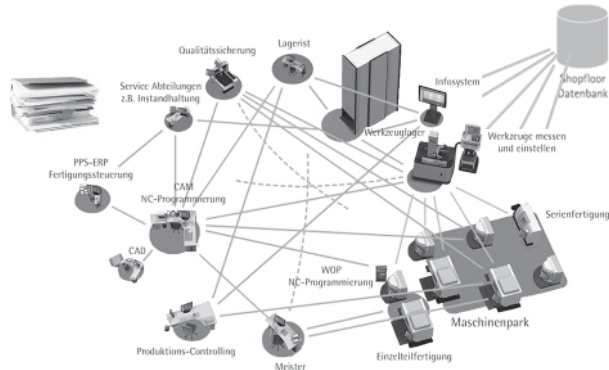 Qualitätssicherung
Lagerist
Service Abteilungen
z.B. Instandhaltung
Infosystem
Shopfloor
Datenbank
Werkzeuglager
Werkzeuge messen
und einstellen
PPS-ERP
Fertigungssteuerung
CAM
NC-Programmierung
Serienfertigung
CAD
WOP
NC-Programmierung
Maschinenpark
Produktions-Controlling
Meister
Einzelteilfertigung